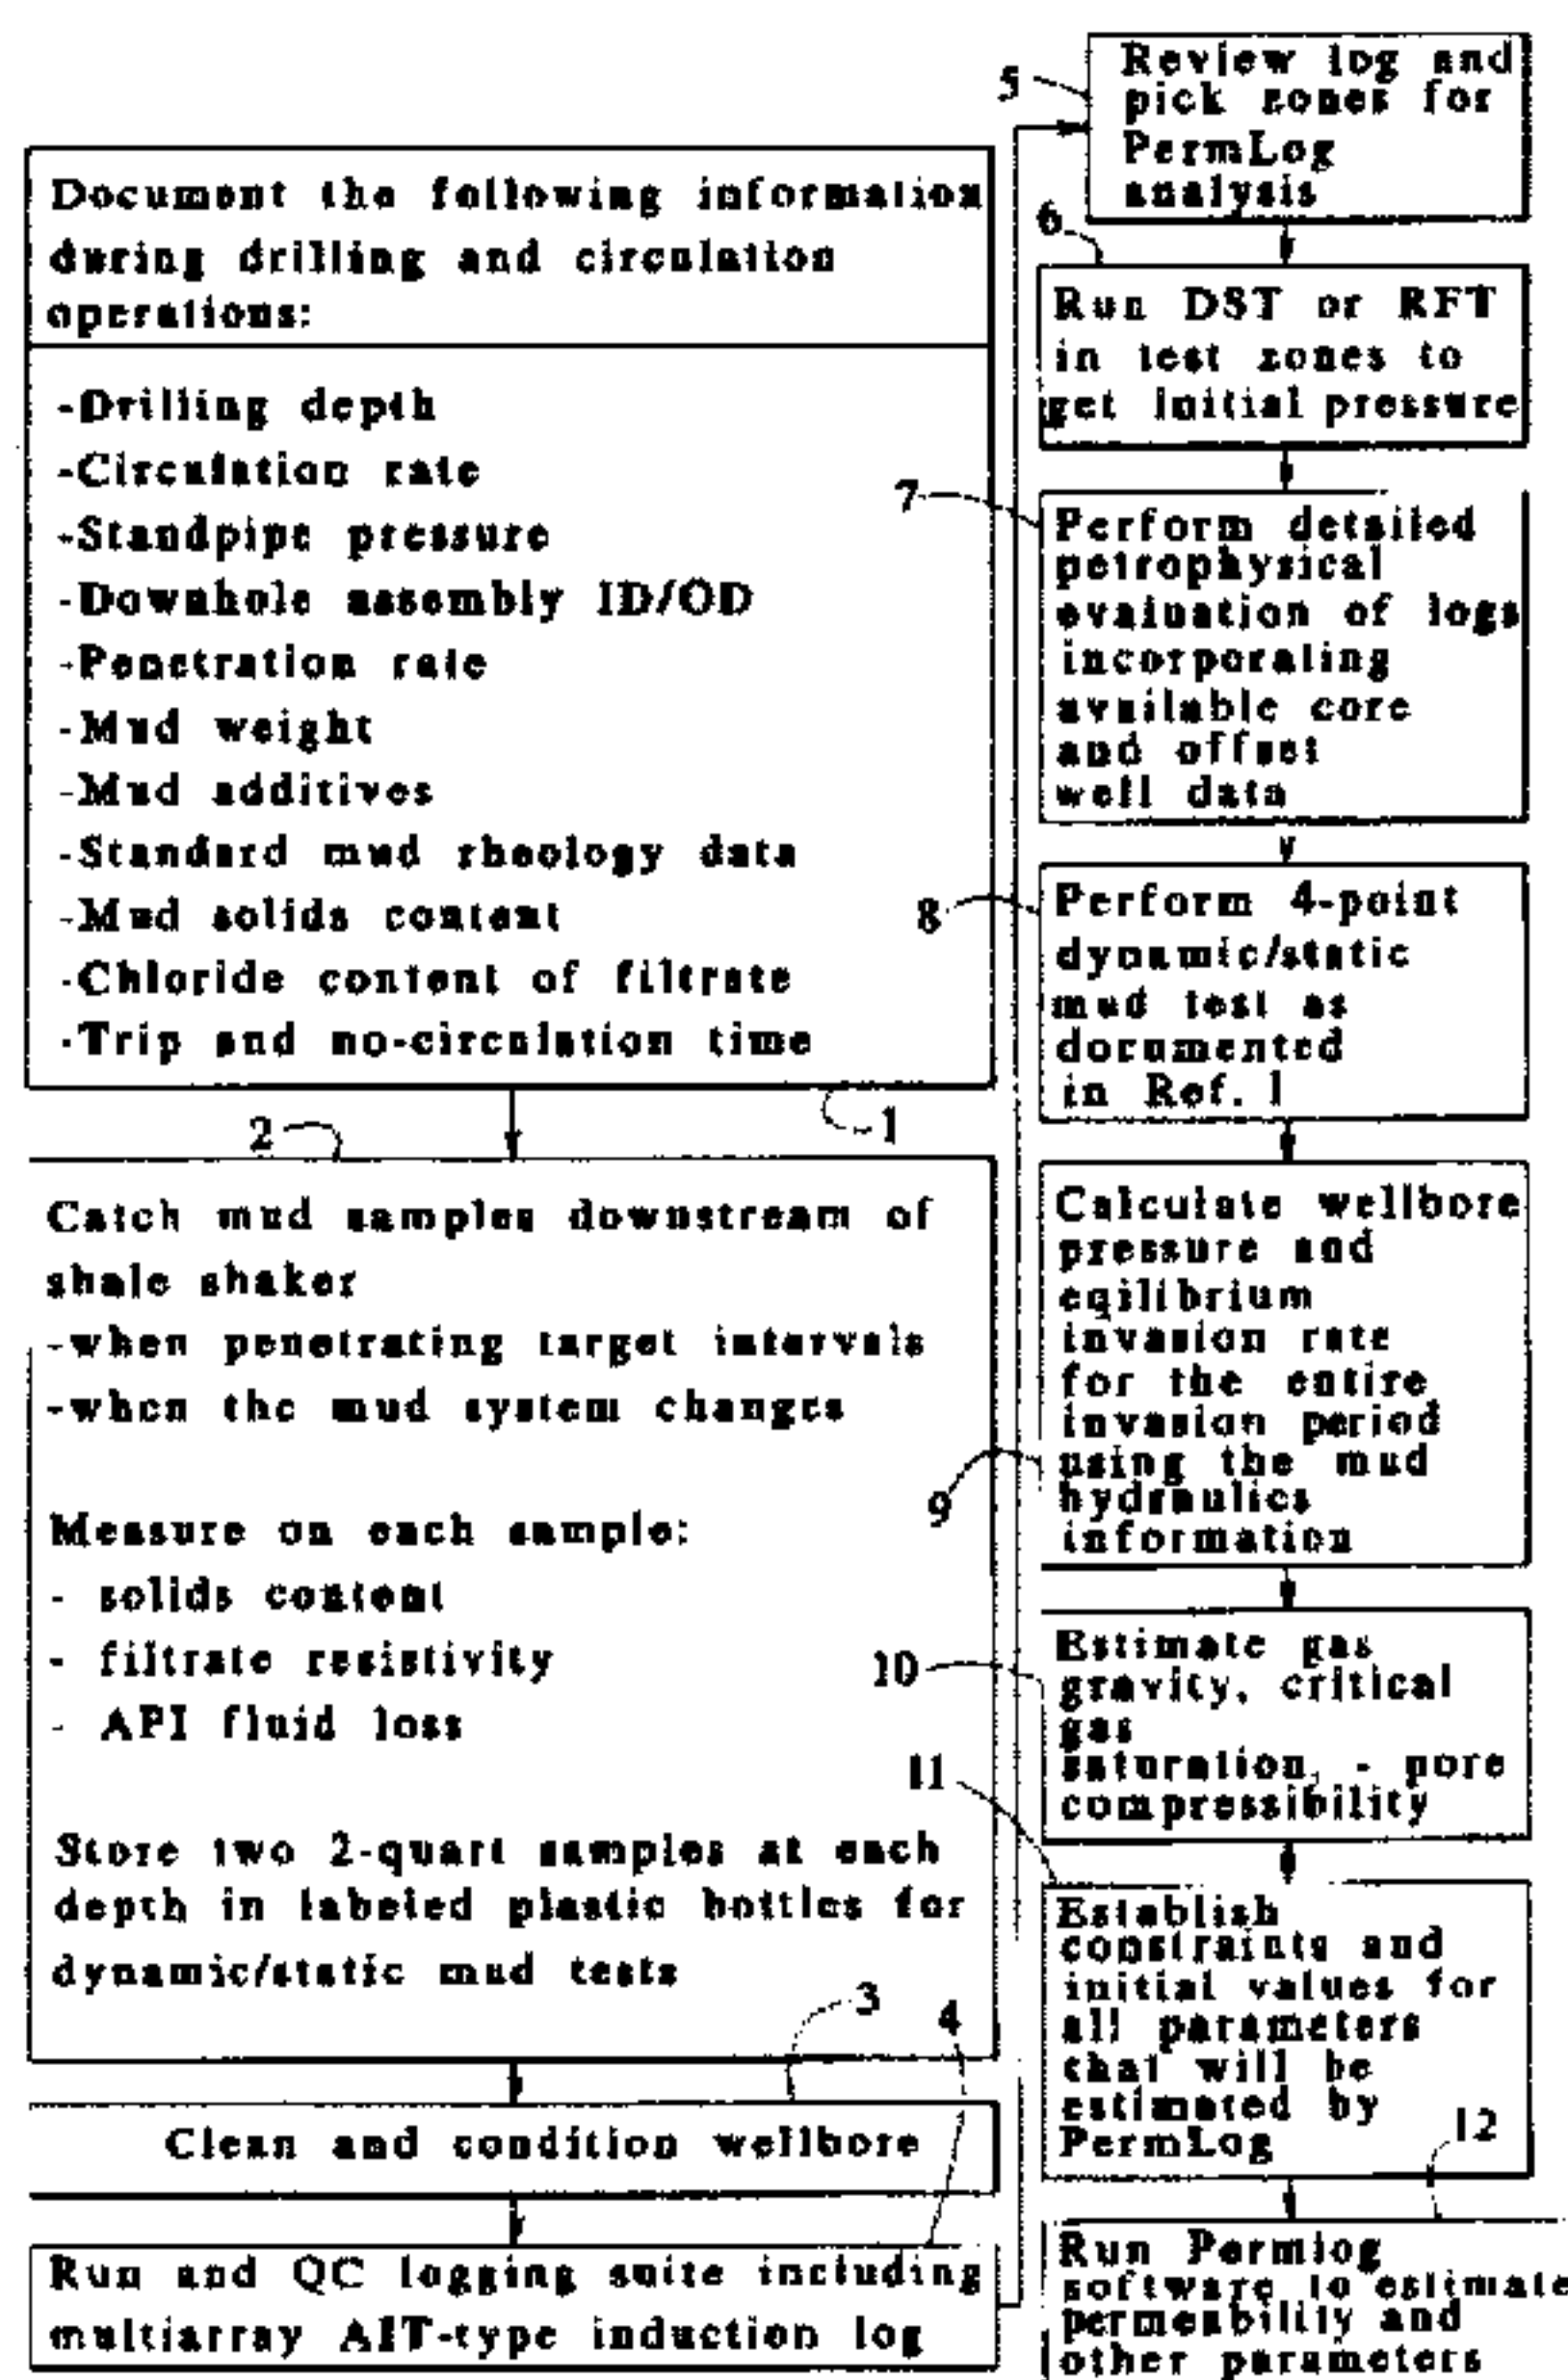 Document the following information
during drilling and circulation
operations:
-Drilling depth
-Circulation rate
-Standpipe pressure
-Downhole assembly ID/OD
-Penetration rate
-Mud weight
-Mud additives
-Standard mud rheology data
-Mud solids content
-Chloride content of filtrate
-Trip and no-circulation time
1
2
Catch mud samples downstream of
shale shaker
-when penetrating target intervals
-when the mud system changes
Measure on each sample:
- solids content
- filtrate resistivity
- API fluid loss
Store two 2-quart samples at each
depth in labeled plastic bottles for
dynamic/static mud tests
3
4
Clean and condition wellbore
Run and QC logging suite including
multiarray AIT-type induction log
5
Review log and
pick zones for
PermLog
analysis
6
Run DST or RFT
in test zones to
get initial pressure
7
Perform detailed
petrophysical
evaluation of logs
incorporating
available core
and offset
well data
8
Perform 4-point
dynamic/static
mud test as
documented
in Ref. 1
9
Calculate wellbore
pressure and
eqilibrium
invasion rate
for the entire
invasion period
using the mud
hydraulics
information
10
Estimate gas
gravity, critical
gas
saturation, - pore
compressibility
11
Establish
constraints and
initial values for
all parameters
that will be
estimated by
PermLog
12
Run Permlog
software to estimate
permeability and
other parameters